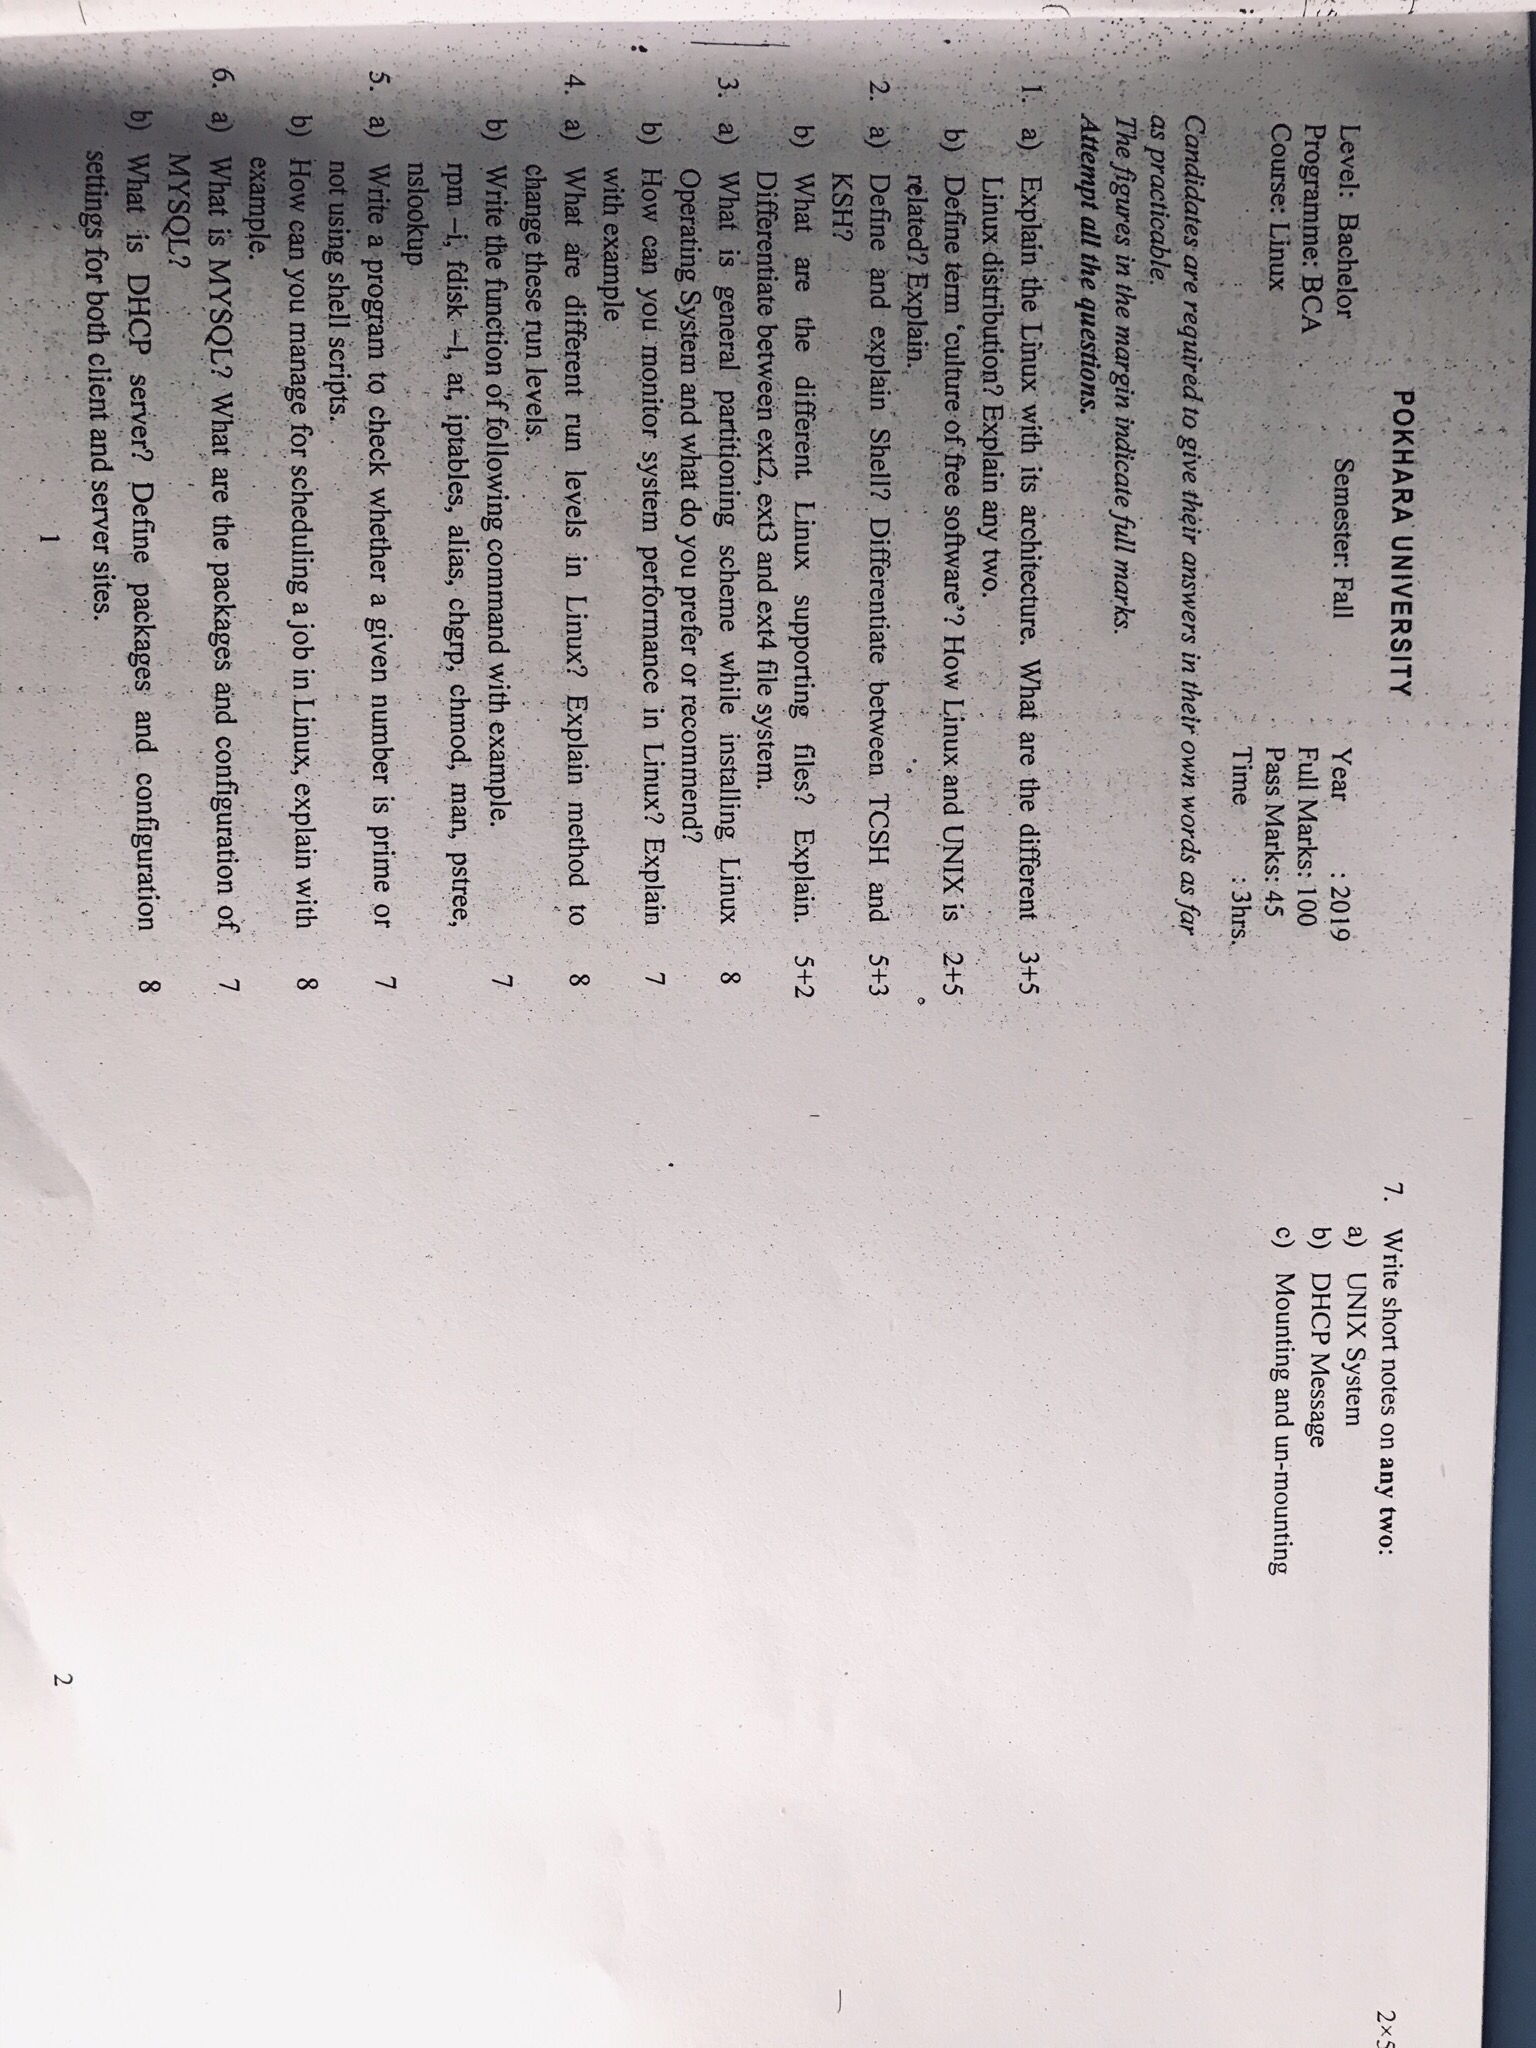 POKHARA UNIVERSITY
Level: Bachelor Semester: Fall Year : 2019
Programme: BCA Full Marks: 100
Course: Linux Pass Marks: 45
Time : 3hrs.
Candidates are required to give their answers in their own words as far
as practicable.
The figures in the margin indicate full marks.
Attempt all the questions.
1. a) Explain the Linux with its architecture. What are the different 3+5
Linux distribution? Explain any two.
b) Define term 'culture of free software'? How Linux and UNIX is 2+5
related? Explain.
2. a) Define and explain Shell? Differentiate between TCSH and 5+3
KSH?
b) What are the different Linux supporting files? Explain. 5+2
Differentiate between ext2, ext3 and ext4 file system.
3. a) What is general partitioning scheme while installing Linux 8
Operating System and what do you prefer or recommend?
b) How can you monitor system performance in Linux? Explain 7
with example
4. a) What are different run levels in Linux? Explain method to 8
change these run levels.
b) Write the function of following command with example. 7
rpm –i, fdisk –l, at, iptables, alias, chgrp, chmod, man, pstree,
nslookup
5. a) Write a program to check whether a given number is prime or 7
not using shell scripts.
b) How can you manage for scheduling a job in Linux, explain with 8
example.
6. a) What is MYSQL? What are the packages and configuration of 7
MYSQL?
b) What is DHCP server? Define packages and configuration 8
settings for both client and server sites.
1
7. Write short notes on any two: 2×5
a) UNIX System
b) DHCP Message
c) Mounting and un-mounting
2